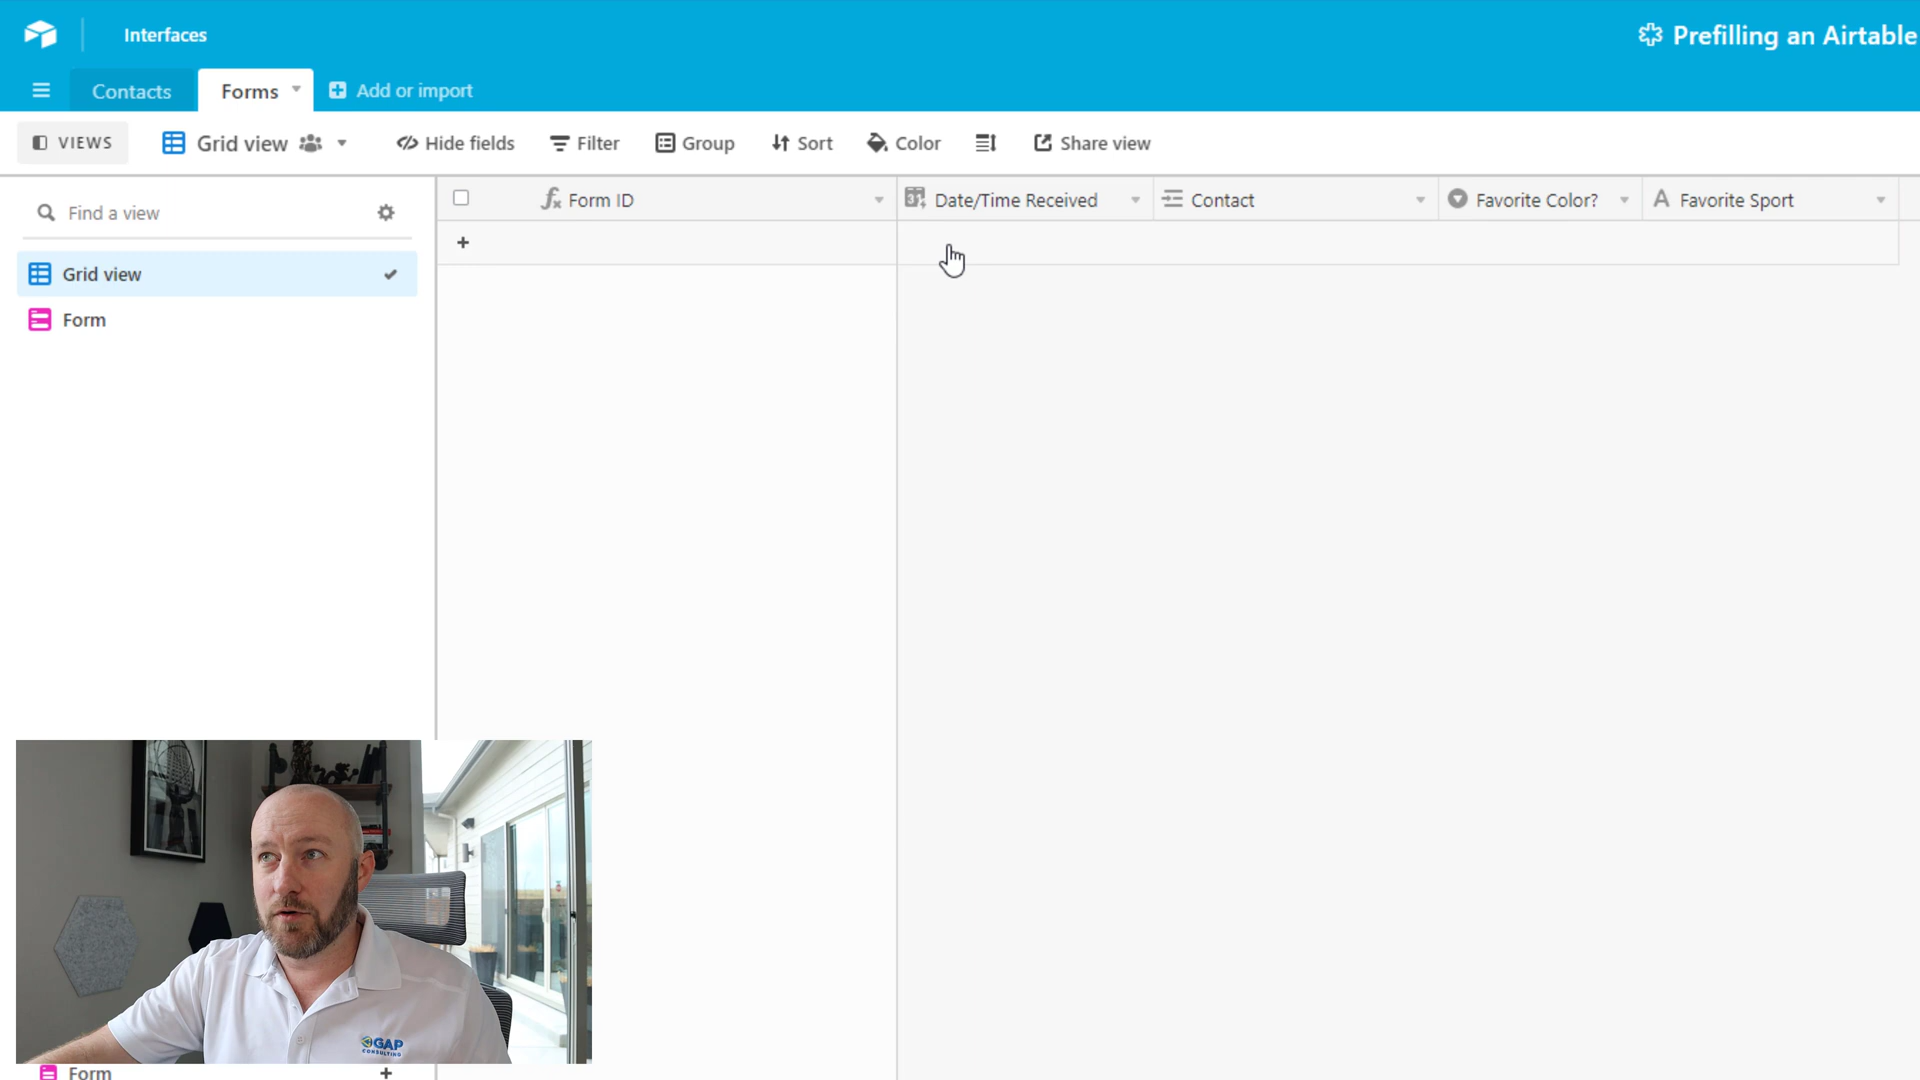 Interfaces
Prefilling an Airtable
Contacts
Forms
Add or import
VIEWS
Grid view
Hide fields
Filter
Group
Sort
Color
Share view
Find a view
Form ID
Date/Time Received
Contact
Favorite Color?
Favorite Sport
Grid view
Form
GAP
CONSULTING
Form